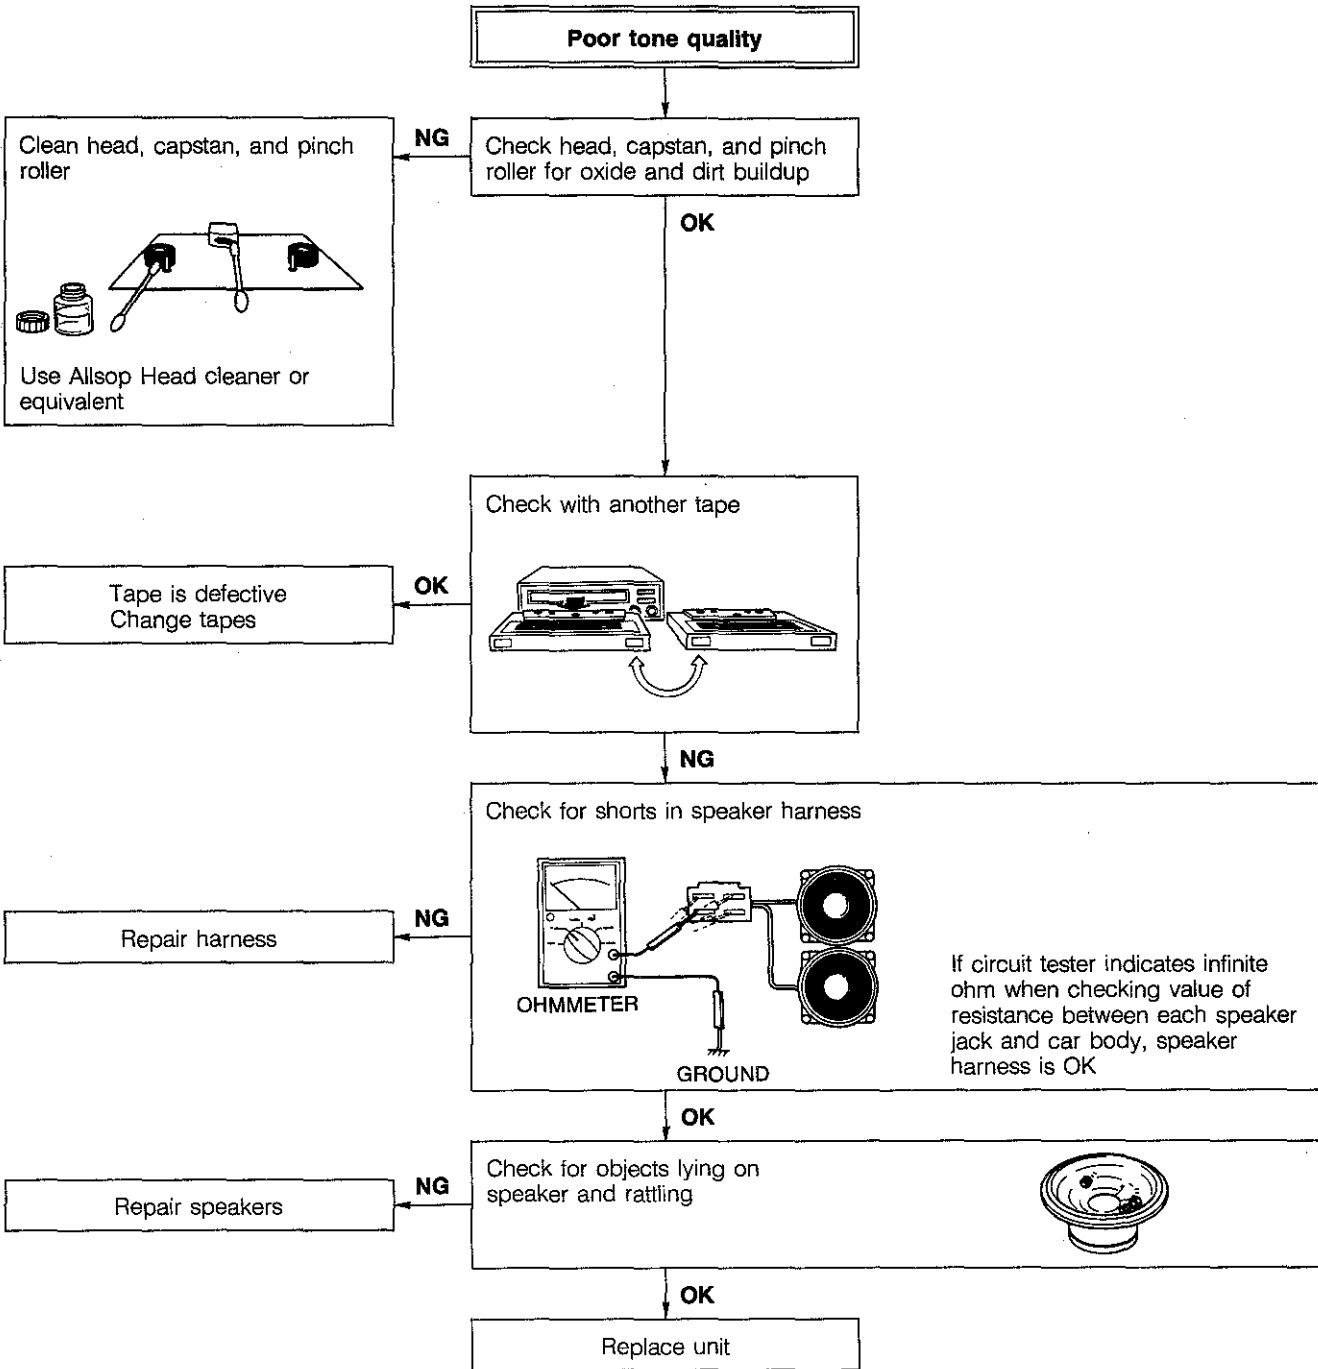 Poor tone quality
NG
Clean head, capstan, and pinch
roller
Use Allsop Head cleaner or
equivalent
Check head, capstan, and pinch
roller for oxide and dirt buildup
OK
Check with another tape
OK
Tape is defective
Change tapes
NG
Check for shorts in speaker harness
NG
Repair harness
OHMMETER
GROUND
If circuit tester indicates infinite
ohm when checking value of
resistance between each speaker
jack and car body, speaker
harness is OK
OK
Check for objects lying on
speaker and rattling
NG
Repair speakers
OK
Replace unit